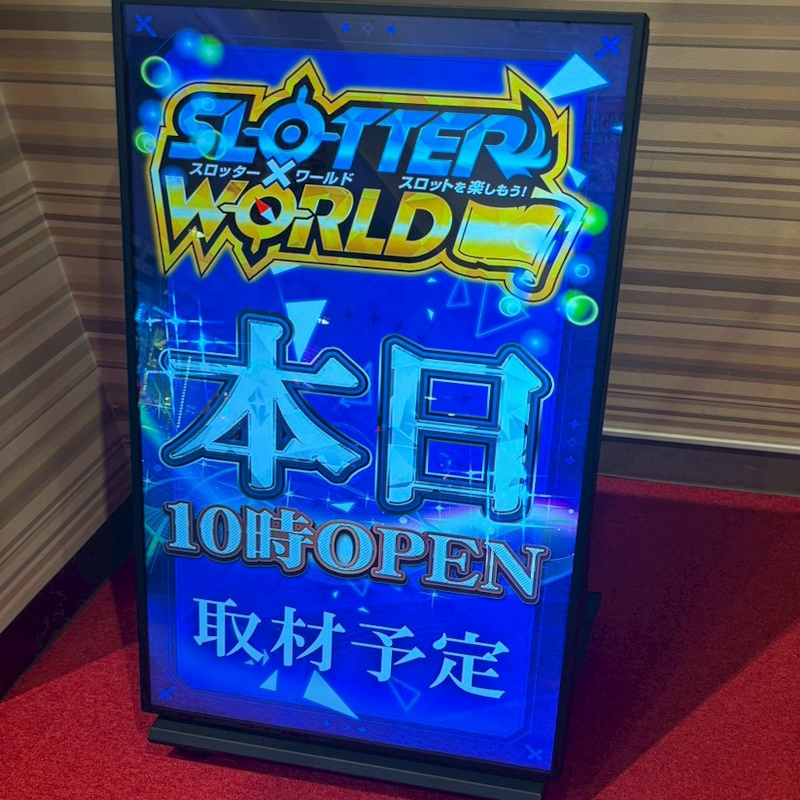 SLOTTER
スロッター×ワールド スロットを楽しもう!
WORLD
本日
10時OPEN
取材予定